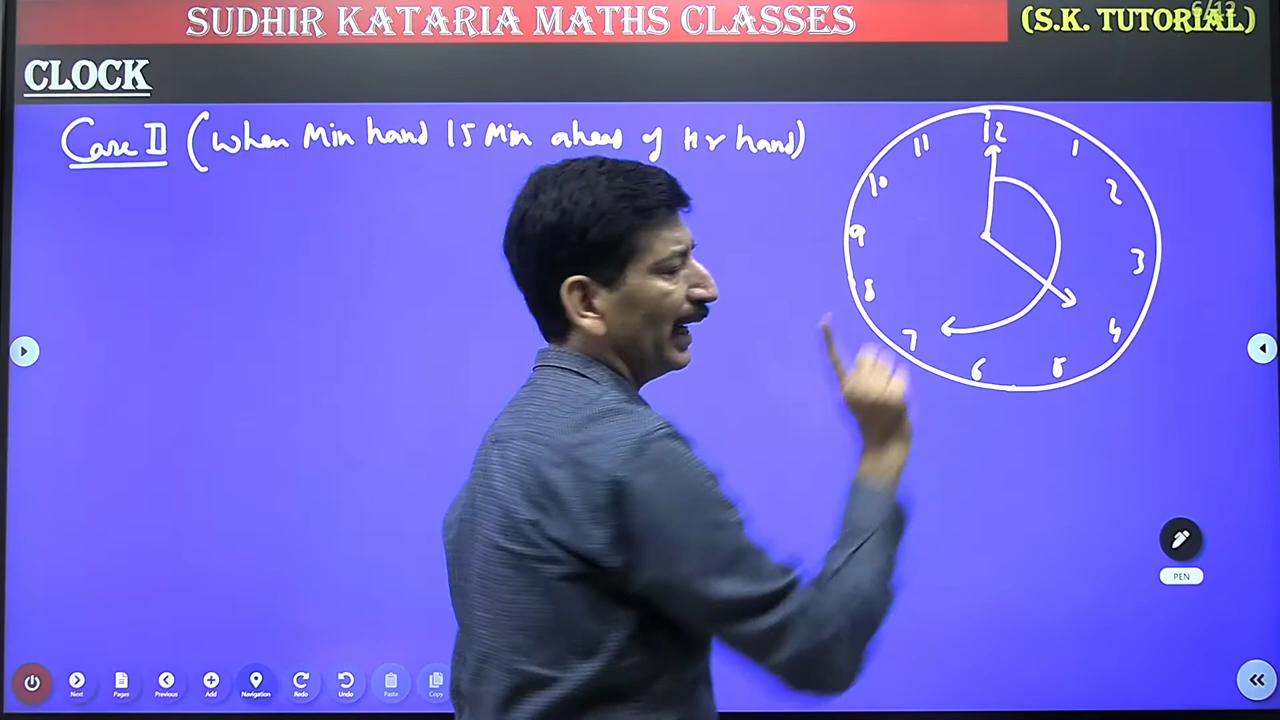 SUDHIR KATARIA MATHS CLASSES
(S.K. TUTORIAL)
6/12
CLOCK
Case II (when Min hand 15 Min ahead of Hr hand)
12
11
1
10
2
9
3
8
4
7
5
6
PEN
Next
Pages
Previous
Add
Navigation
Redo
Undo
Paste
Copy